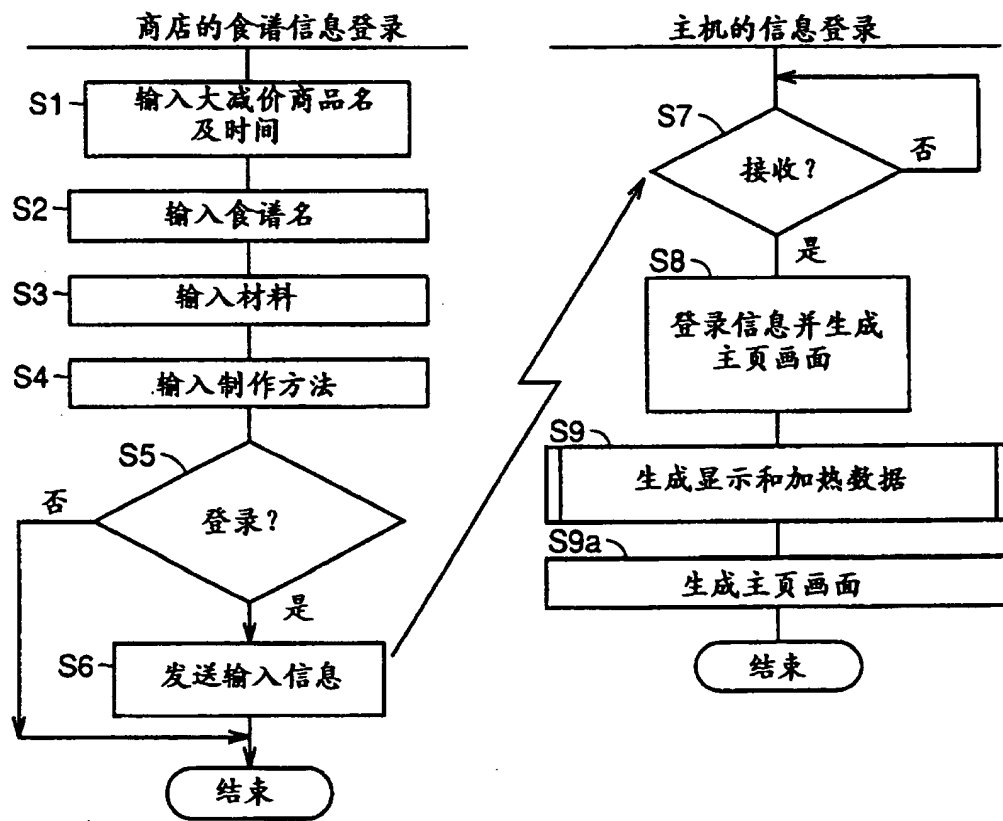 商店的食谱信息登录
S1
输入大减价商品名
及时间
S2
输入食谱名
S3
输入材料
S4
输入制作方法
S5
否
登录?
是
S6
发送输入信息
结束
主机的信息登录
S7
接收?
否
是
S8
登录信息并生成
主页画面
S9
生成显示和加热数据
S9a
生成主页画面
结束